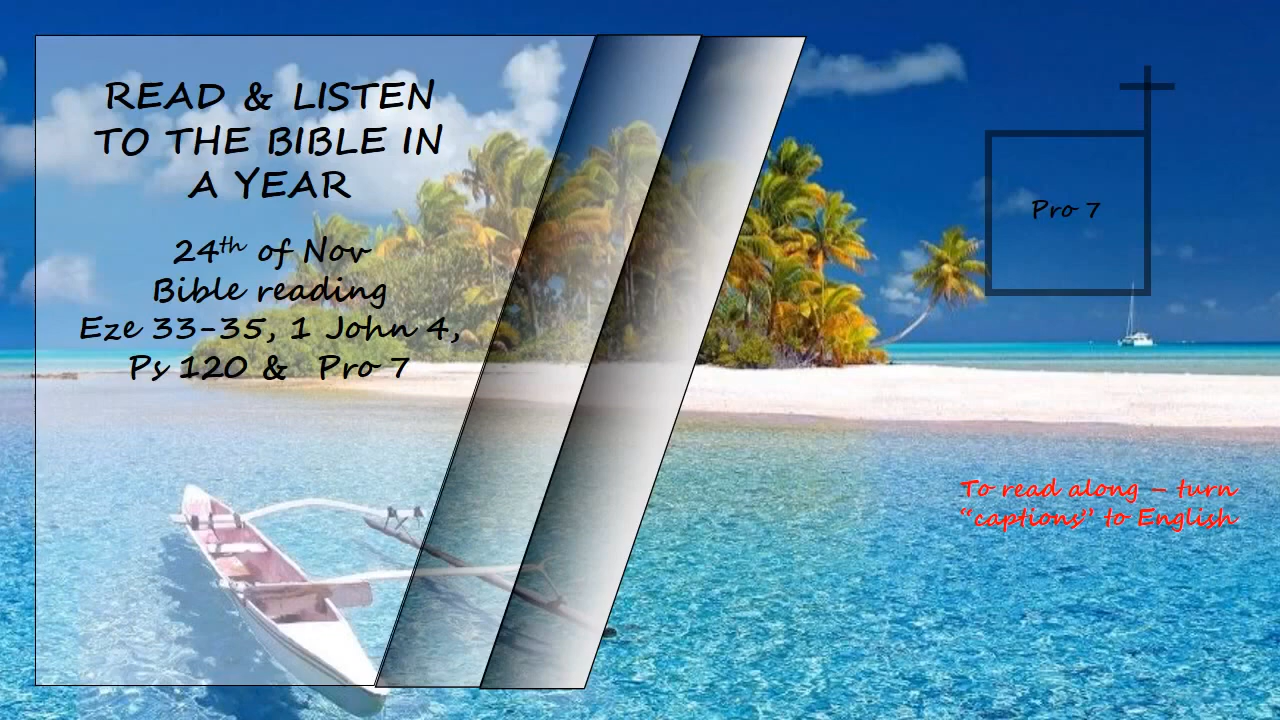 READ & LISTEN
TO THE BIBLE IN
A YEAR
24th of Nov
Bible reading
Eze 33-35, 1 John 4,
Ps 120 & Pro 7
Pro 7
To read along – turn
“captions” to English